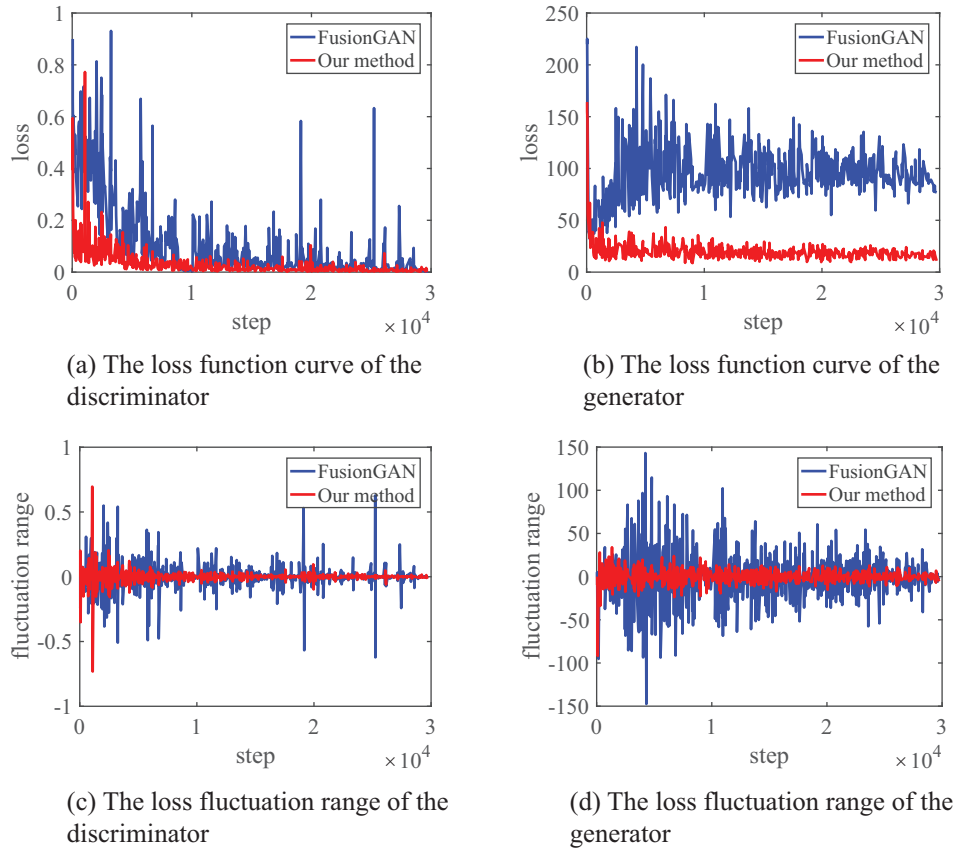 1
0.8
0.6
0.4
0.2
0
loss
FusionGAN
Our method
0 1 2 3
step
× 10^4
(a) The loss function curve of the
discriminator
250
200
150
100
50
0
loss
FusionGAN
Our method
0 1 2 3
step
× 10^4
(b) The loss function curve of the
generator
1
0.5
0
-0.5
-1
fluctuation range
FusionGAN
Our method
0 1 2 3
step
× 10^4
(c) The loss fluctuation range of the
discriminator
150
100
50
0
-50
-100
-150
fluctuation range
FusionGAN
Our method
0 1 2 3
step
× 10^4
(d) The loss fluctuation range of the
generator